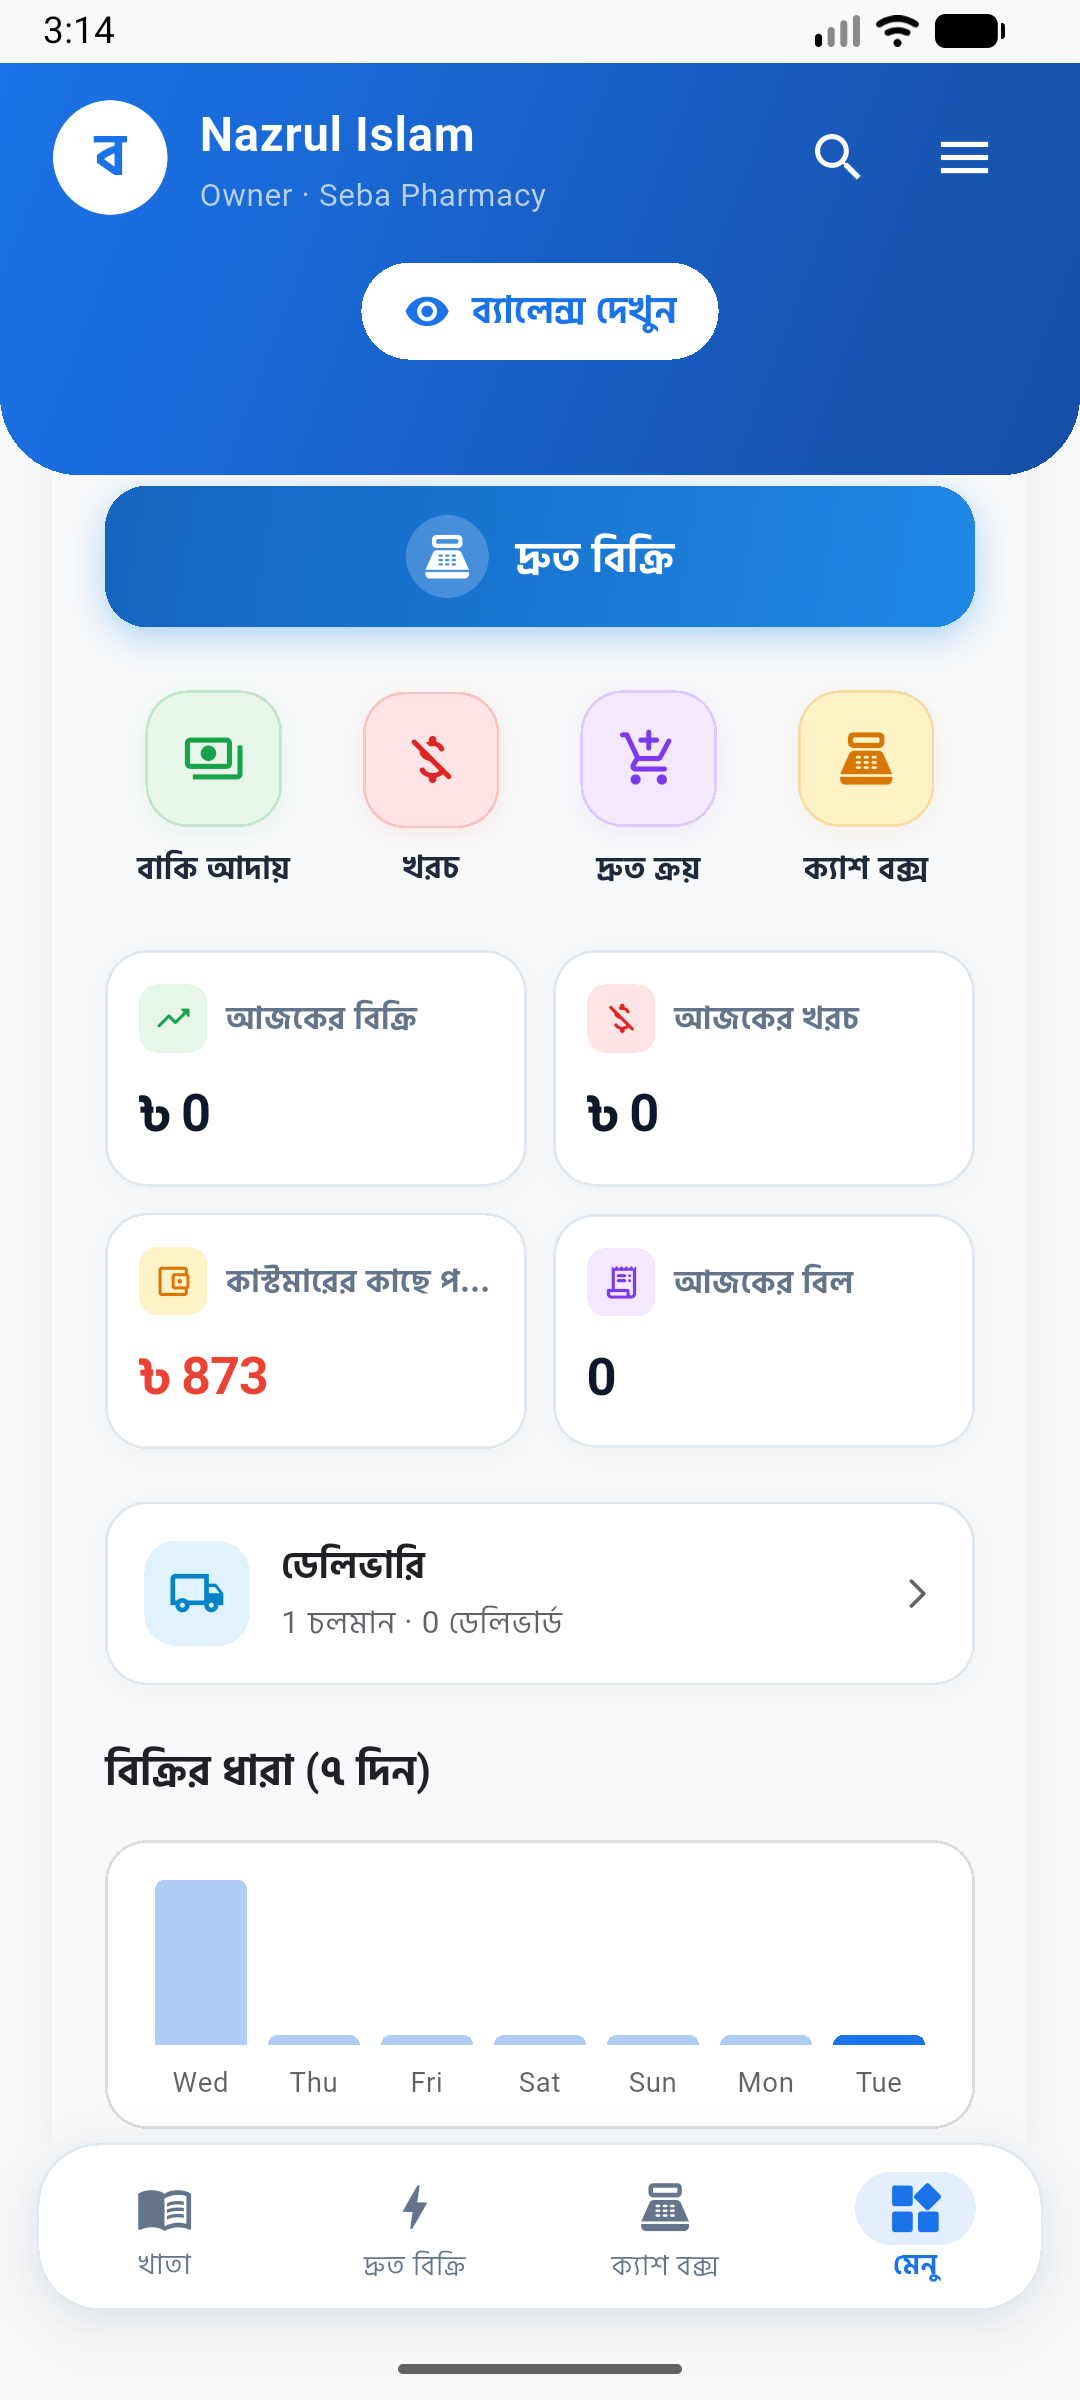 3:14
ব
Nazrul Islam
Owner · Seba Pharmacy
ব্যালেন্স দেখুন
দ্রুত বিক্রি
বাকি আদায়
খরচ
দ্রুত ক্রয়
ক্যাশ বক্স
আজকের বিক্রি
৳ 0
আজকের খরচ
৳ 0
কাস্টমারের কাছে প...
৳ 873
আজকের বিল
0
ডেলিভারি
1 চলমান · 0 ডেলিভার্ড
বিক্রির ধারা (৭ দিন)
Wed Thu Fri Sat Sun Mon Tue
খাতা
দ্রুত বিক্রি
ক্যাশ বক্স
মেনু